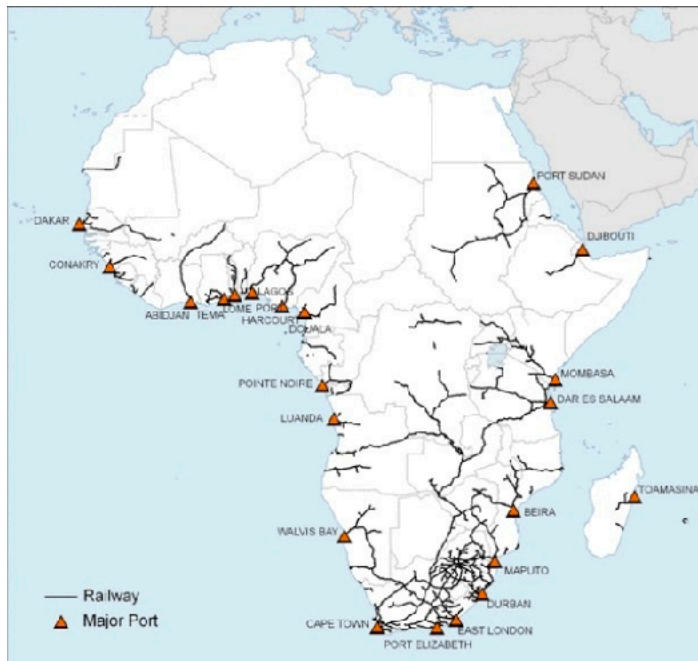 PORT SUDAN
DAKAR
DJIBOUTI
CONAKRY
LAGOS
ABIDJAN TEMA
LOME PORT
HARCOURT
DOUALA
POINTE NOIRE
MOMBASA
DAR ES SALAAM
LUANDA
TOAMASINA
BEIRA
WALVIS BAY
MAPUTO
Railway
DURBAN
Major Port
CAPE TOWN
EAST LONDON
PORT ELIZABETH